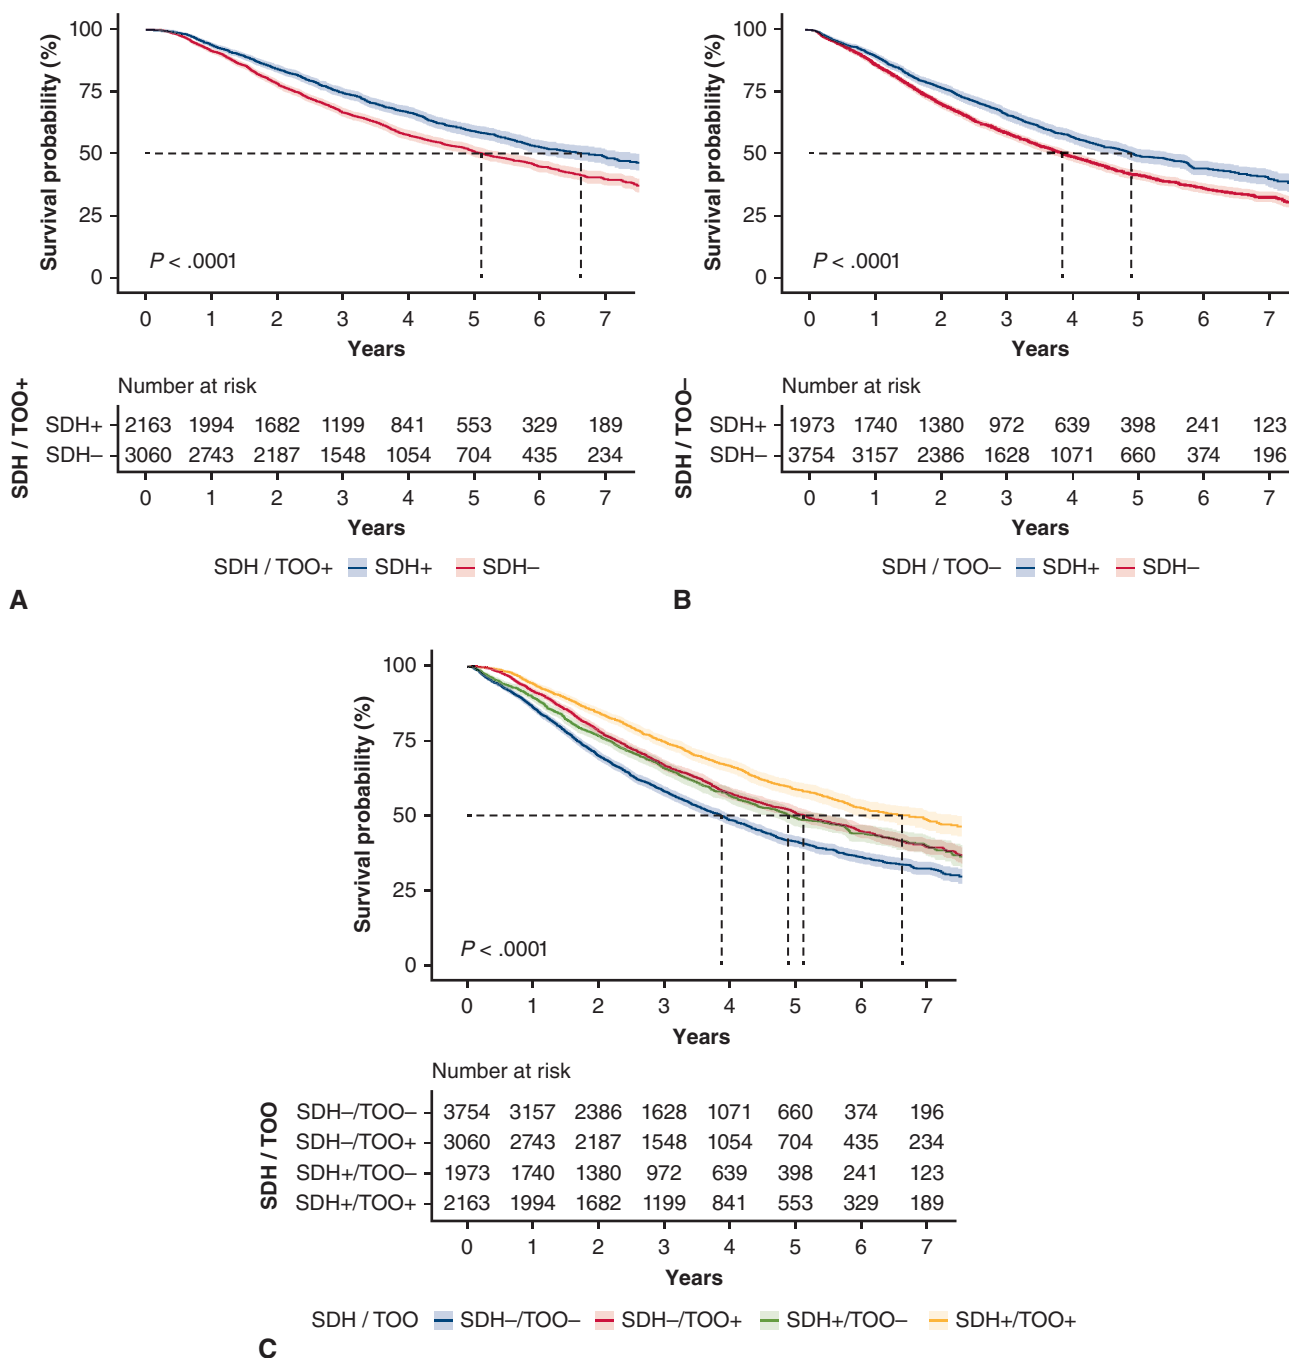 100
75
50
25
0
Survival probability (%)
P < .0001
0 1 2 3 4 5 6 7
Years
Number at risk
SDH / TOO+
SDH+ 2163 1994 1682 1199 841 553 329 189
SDH– 3060 2743 2187 1548 1054 704 435 234
0 1 2 3 4 5 6 7
Years
SDH / TOO+ SDH+ SDH–
A
100
75
50
25
0
Survival probability (%)
P < .0001
0 1 2 3 4 5 6 7
Years
Number at risk
SDH / TOO–
SDH+ 1973 1740 1380 972 639 398 241 123
SDH– 3754 3157 2386 1628 1071 660 374 196
0 1 2 3 4 5 6 7
Years
SDH / TOO– SDH+ SDH–
B
100
75
50
25
0
Survival probability (%)
P < .0001
0 1 2 3 4 5 6 7
Years
Number at risk
SDH / TOO
SDH–/TOO– 3754 3157 2386 1628 1071 660 374 196
SDH–/TOO+ 3060 2743 2187 1548 1054 704 435 234
SDH+/TOO– 1973 1740 1380 972 639 398 241 123
SDH+/TOO+ 2163 1994 1682 1199 841 553 329 189
0 1 2 3 4 5 6 7
Years
SDH / TOO SDH–/TOO– SDH–/TOO+ SDH+/TOO– SDH+/TOO+
C